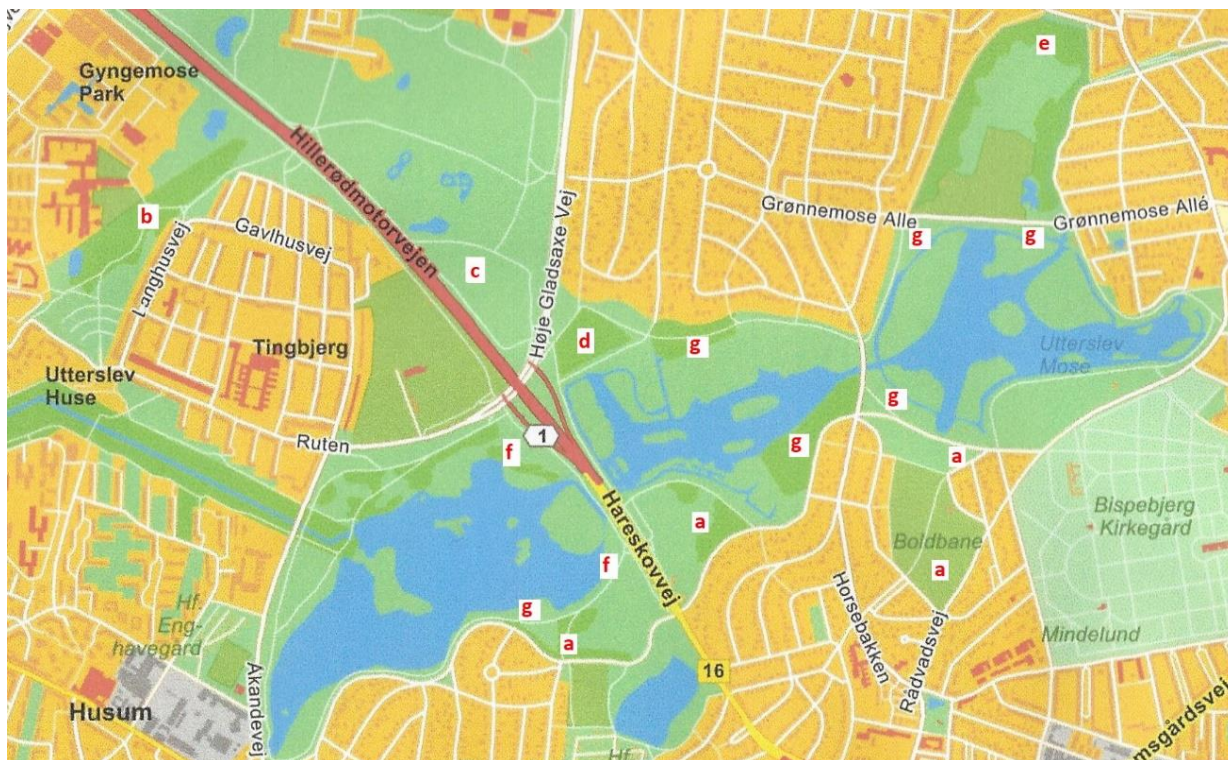 Gyngemose
Park
e
Hillerødmotorvejen
b
Langhusvej
Gavlhusvej
Grønnemose Alle
Grønnemose Allé
g
g
c
Høje Gladsaxe Vej
Tingbjerg
d
g
Utterslev
Mose
Utterslev
Huse
g
Ruten
1
f
g
a
Hareskovvej
a
Bispebjerg
Kirkegård
Boldbane
f
a
Hf.
Eng-
havegård
g
a
Horsebakken
Mindelund
Rådvadsvej
16
Husum
Åkandevej
msgårdsvej
Hf.